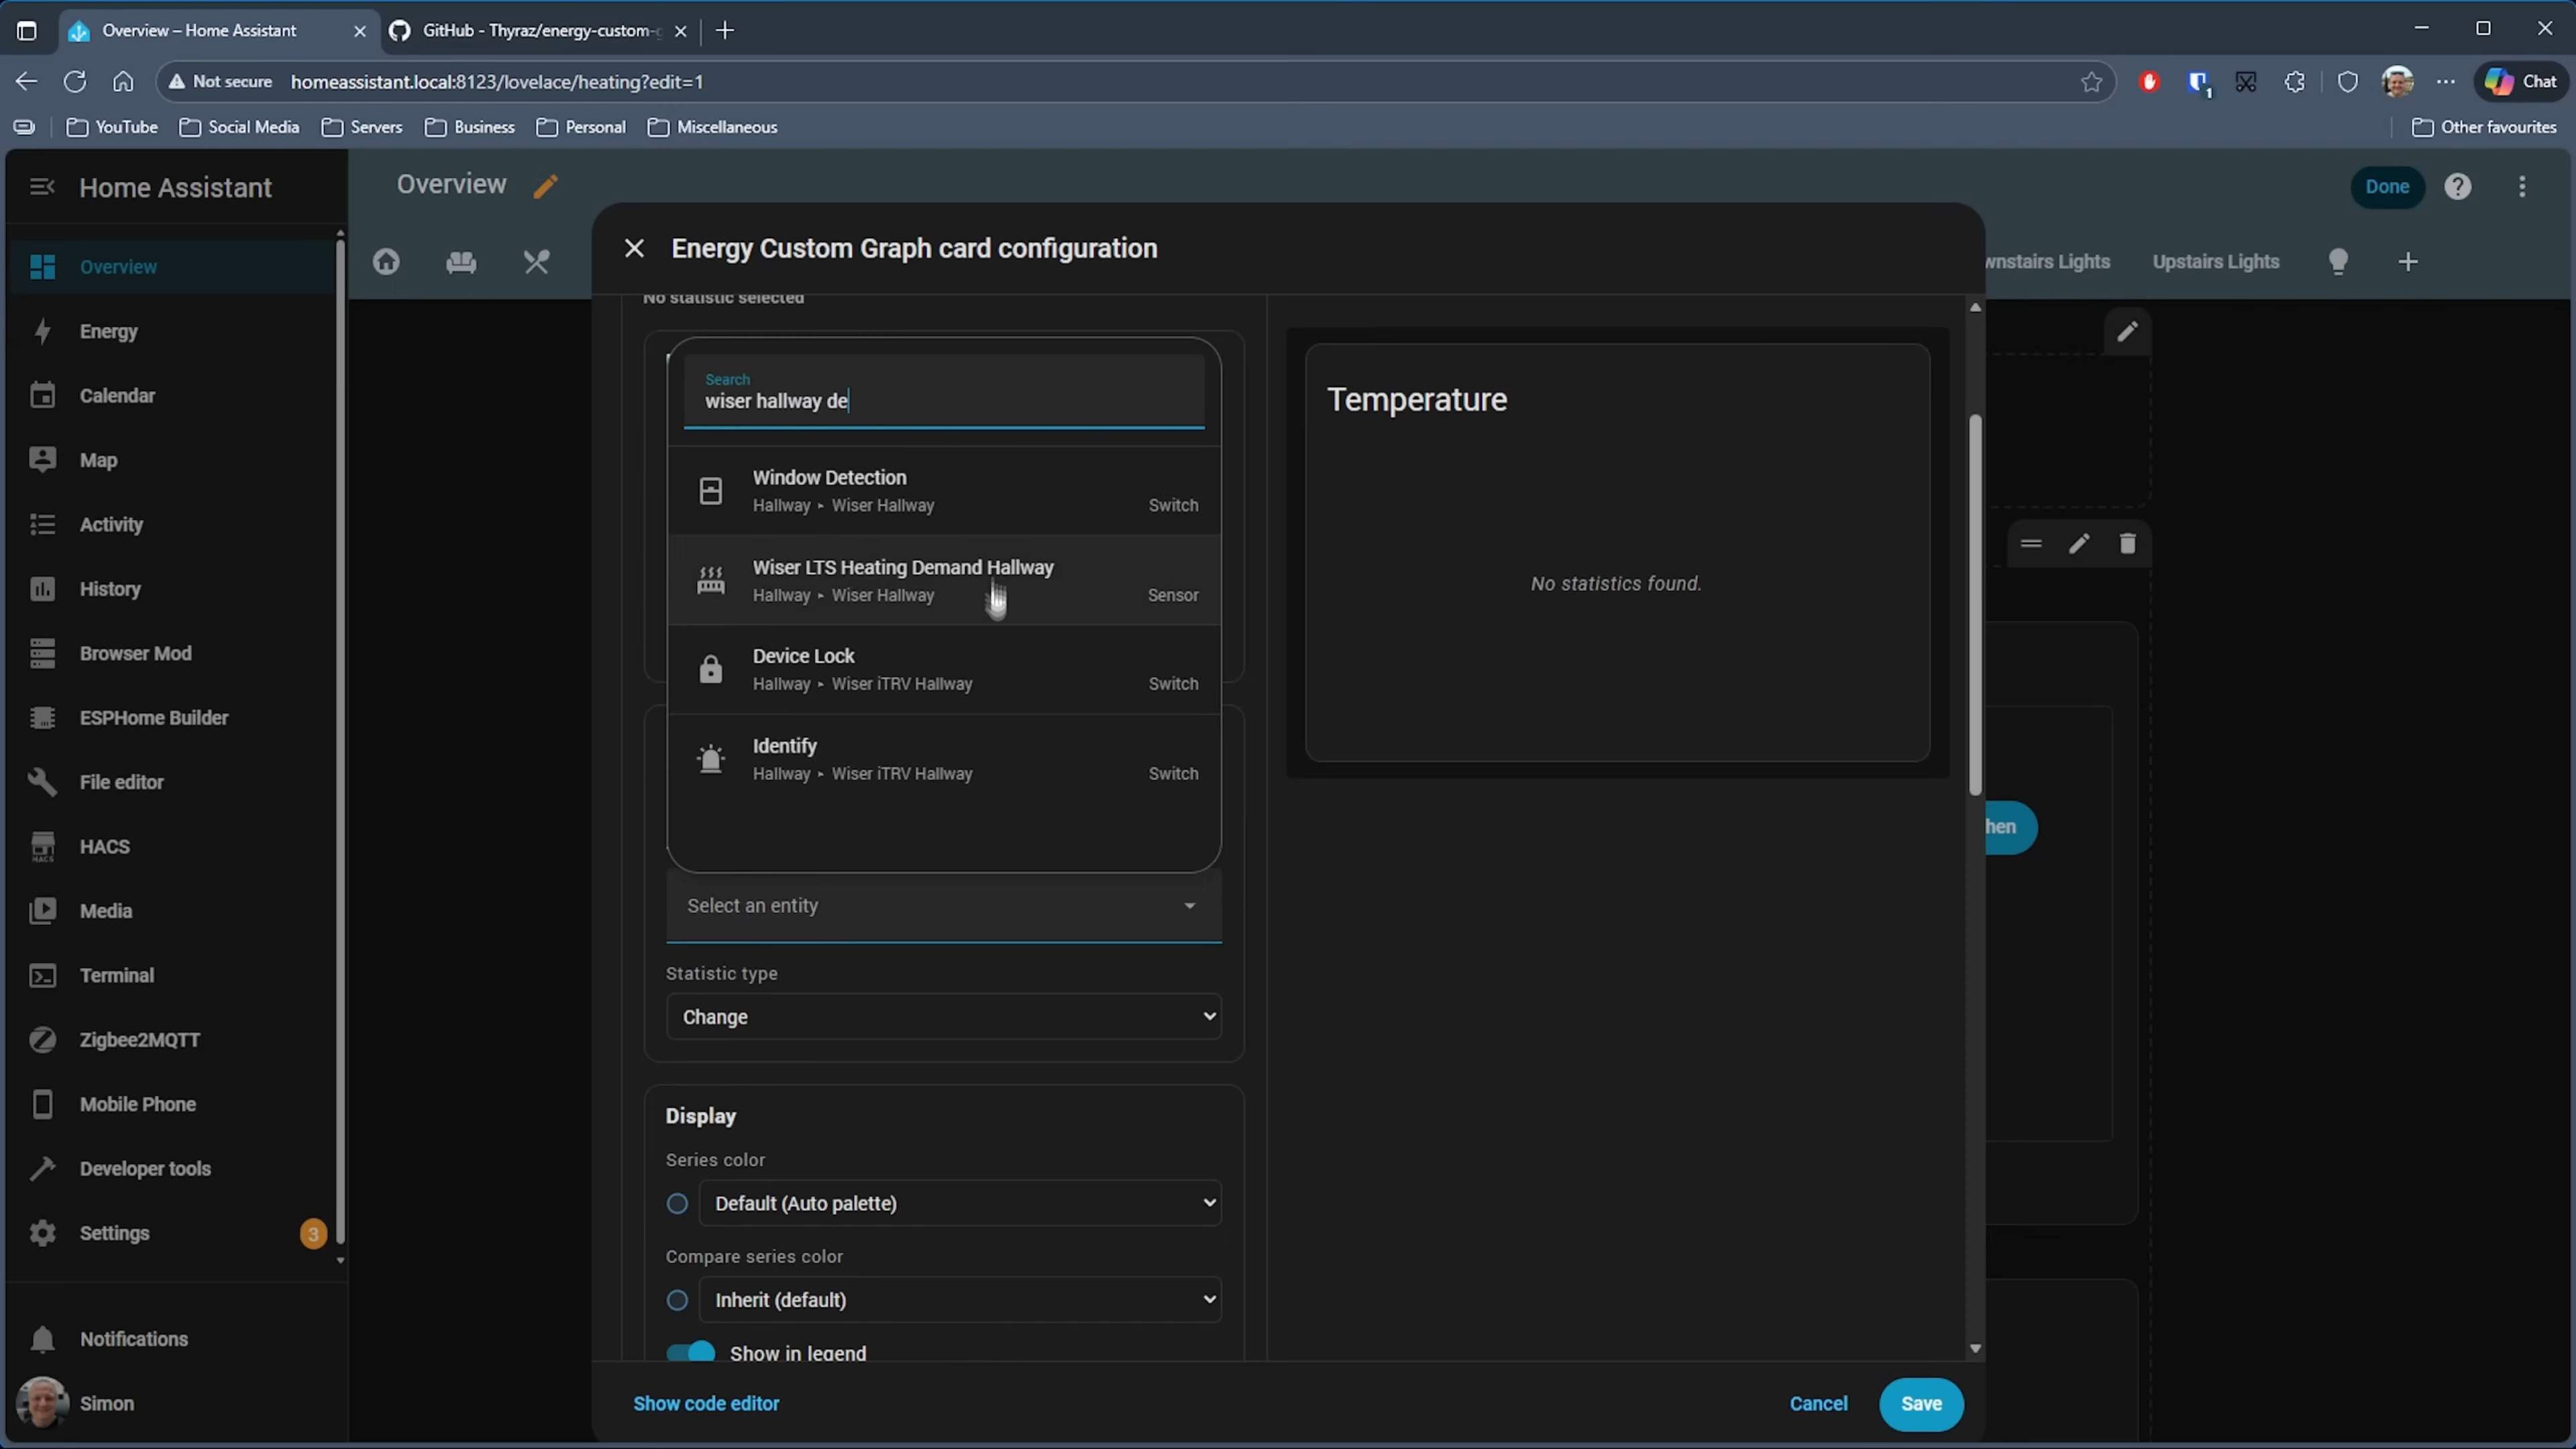 Overview – Home Assistant
GitHub - Thyraz/energy-custom-g
Not secure
homeassistant.local:8123/lovelace/heating?edit=1
1
Chat
YouTube
Social Media
Servers
Business
Personal
Miscellaneous
Other favourites
Home Assistant
Overview
Done
Overview
Energy
Calendar
Map
Activity
History
Browser Mod
ESPHome Builder
File editor
HACS
HACS
Media
Terminal
Zigbee2MQTT
Mobile Phone
Developer tools
Settings
3
Notifications
Simon
wnstairs Lights
Upstairs Lights
hen
Energy Custom Graph card configuration
No statistic selected
Search
wiser hallway de
Window Detection
Hallway ▸ Wiser Hallway
Switch
Wiser LTS Heating Demand Hallway
Hallway ▸ Wiser Hallway
Sensor
Device Lock
Hallway ▸ Wiser iTRV Hallway
Switch
Identify
Hallway ▸ Wiser iTRV Hallway
Switch
Select an entity
Statistic type
Change
Display
Series color
Default (Auto palette)
Compare series color
Inherit (default)
Show in legend
Temperature
No statistics found.
Show code editor
Cancel
Save